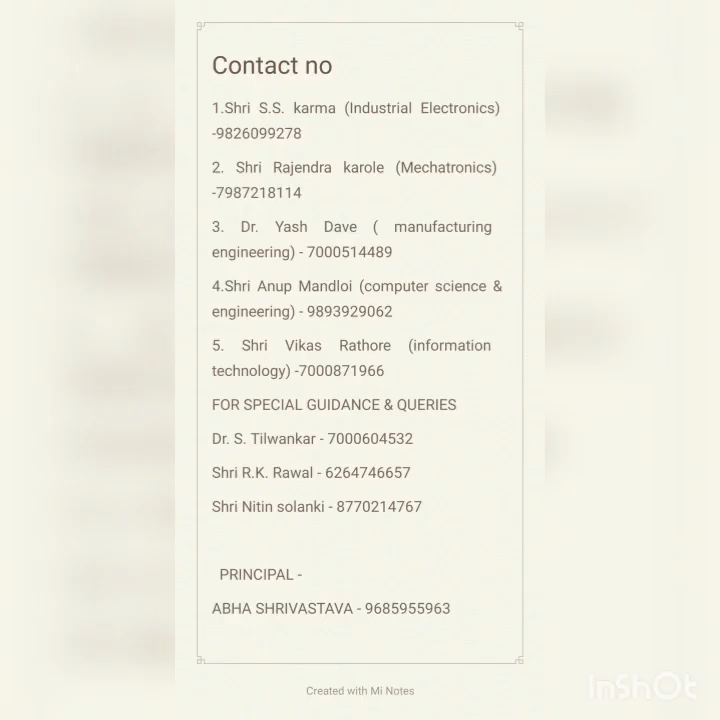 Contact no
1.Shri S.S. karma (Industrial Electronics)
-9826099278
2. Shri Rajendra karole (Mechatronics)
-7987218114
3. Dr. Yash Dave ( manufacturing
engineering) - 7000514489
4.Shri Anup Mandloi (computer science &
engineering) - 9893929062
5. Shri Vikas Rathore (information
technology) -7000871966
FOR SPECIAL GUIDANCE & QUERIES
Dr. S. Tilwankar - 7000604532
Shri R.K. Rawal - 6264746657
Shri Nitin solanki - 8770214767
PRINCIPAL -
ABHA SHRIVASTAVA - 9685955963
Created with Mi Notes
InShOt